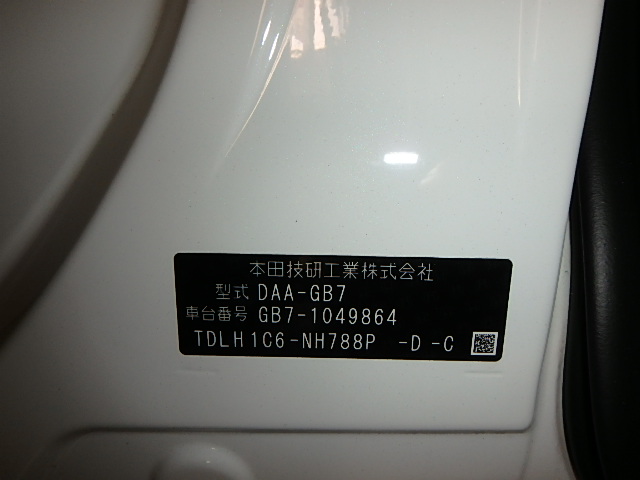 本田技研工業株式会社
型式 DAA-GB7
車台番号 GB7-1049864
TDLH1C6-NH788P -D-C